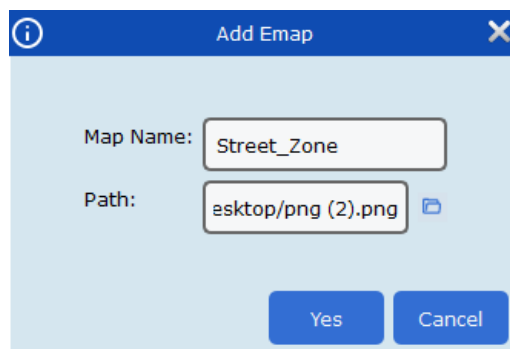 Add Emap
Map Name: Street_Zone
Path: esktop/png (2).png
Yes Cancel